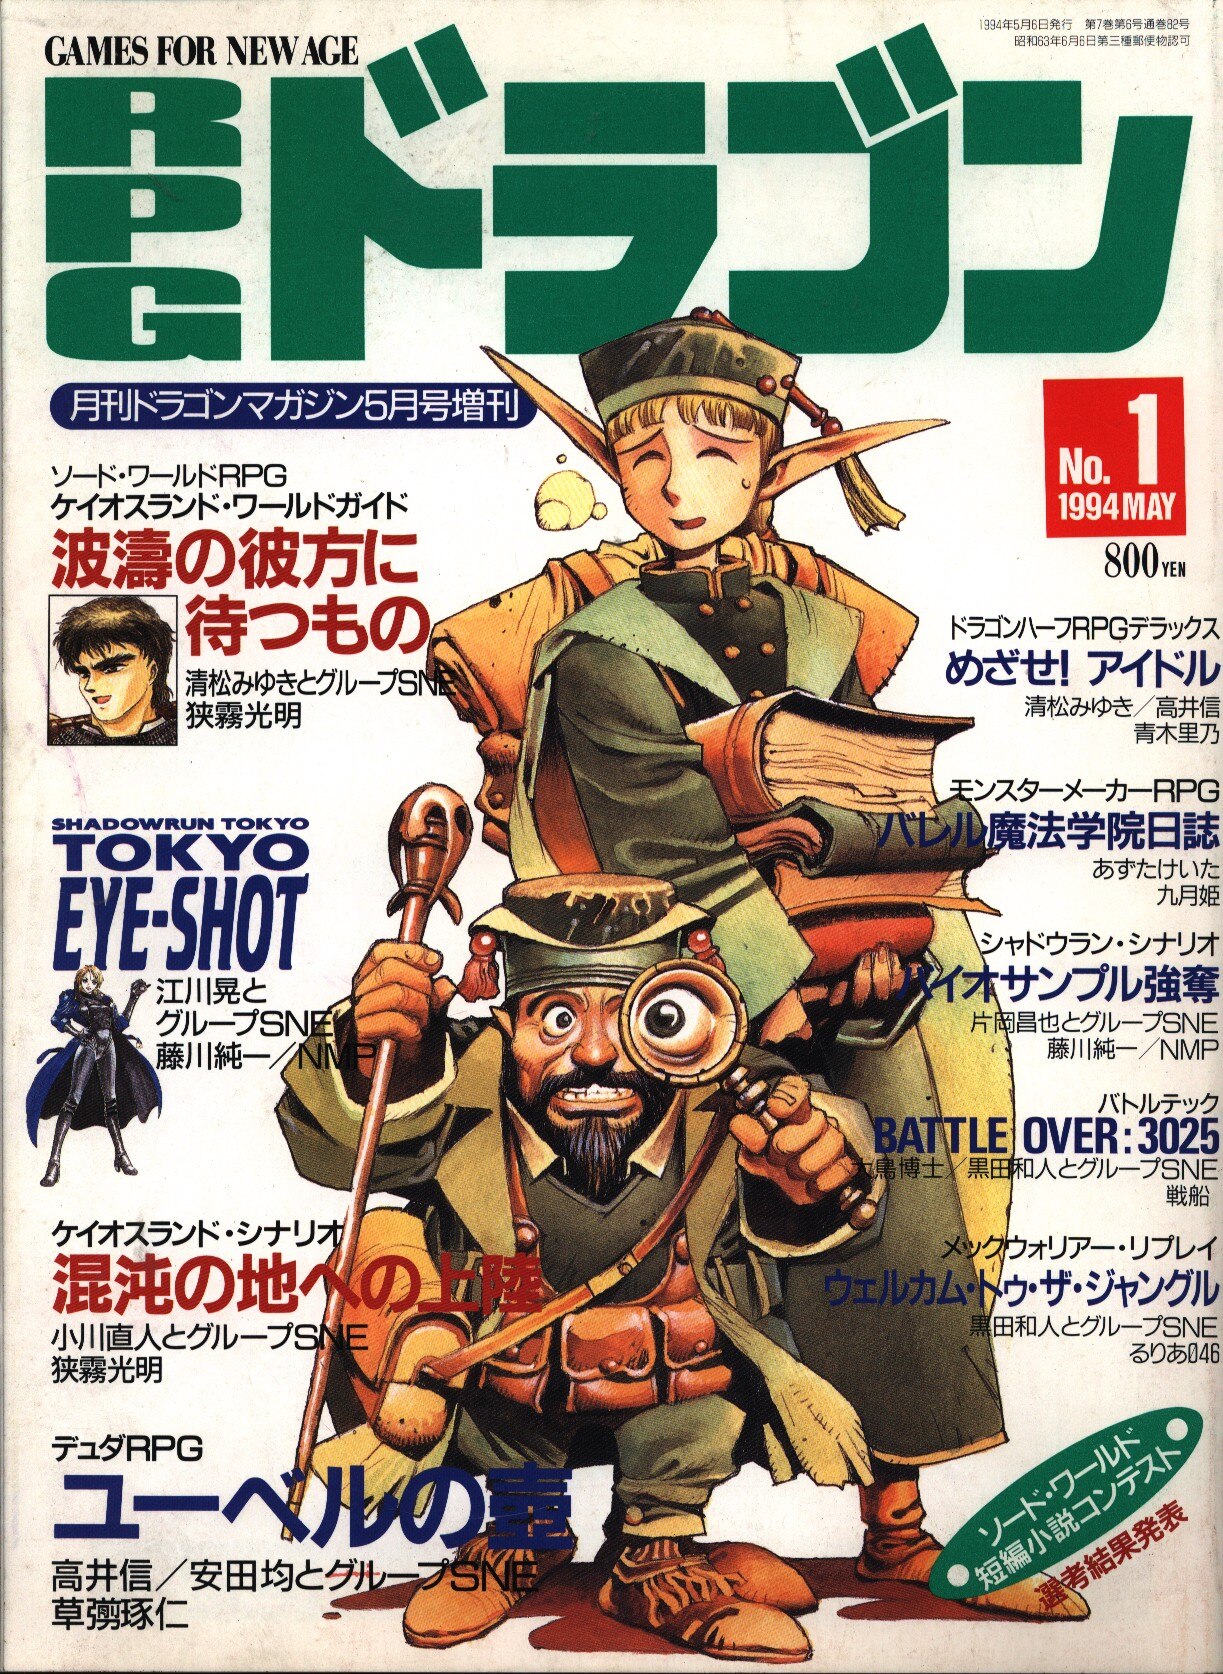 1994年5月6日発行 第7巻第6号通巻82号
昭和63年6月6日第三種郵便物認可
GAMES FOR NEW AGE
RPGドラゴン
月刊ドラゴンマガジン5月号増刊
No.1
1994 MAY
800 YEN
ソード・ワールドRPG
ケイオスランド・ワールドガイド
波濤の彼方に
待つもの
清松みゆきとグループSNE
狭霧光明
SHADOWRUN TOKYO
TOKYO
EYE-SHOT
江川晃と
グループSNE
藤川純一／NMP
ケイオスランド・シナリオ
混沌の地への上陸
小川直人とグループSNE
狭霧光明
デュダRPG
ユーベルの壺
高井信／安田均とグループSNE
草彅琢仁
ドラゴンハーフRPGデラックス
めざせ! アイドル
清松みゆき／高井信
青木里乃
モンスターメーカーRPG
バレル魔法学院日誌
あずたけいた
九月姫
シャドウラン・シナリオ
バイオサンプル強奪
片岡昌也とグループSNE
藤川純一／NMP
バトルテック
BATTLE OVER:3025
大島博士／黒田和人とグループSNE
戦船
メックウォリアー・リプレイ
ウェルカム・トゥ・ザ・ジャングル
黒田和人とグループSNE
るりあ046
ソード・ワールド
短編小説コンテスト
選考結果発表